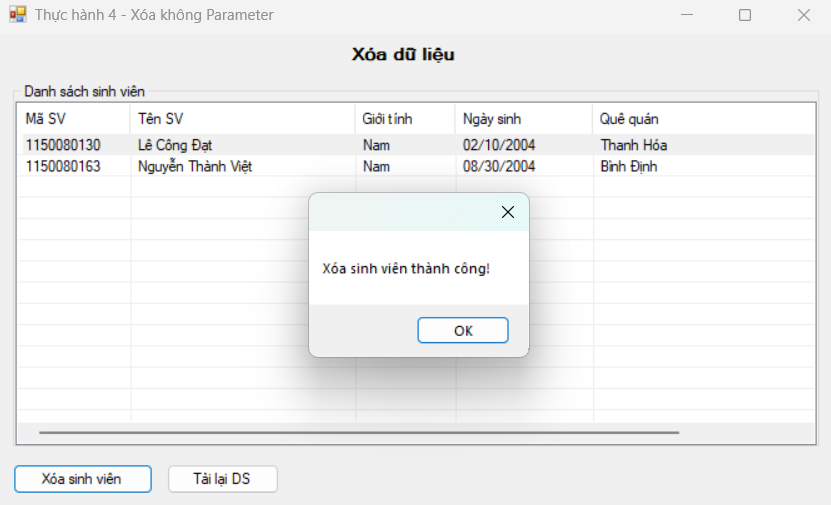 Thực hành 4 - Xóa không Parameter
Xóa dữ liệu
Danh sách sinh viên
Mã SV Tên SV Giới tính Ngày sinh Quê quán
1150080130 Lê Công Đạt Nam 02/10/2004 Thanh Hóa
1150080163 Nguyễn Thành Việt Nam 08/30/2004 Bình Định
Xóa sinh viên thành công!
OK
Xóa sinh viên Tải lại DS